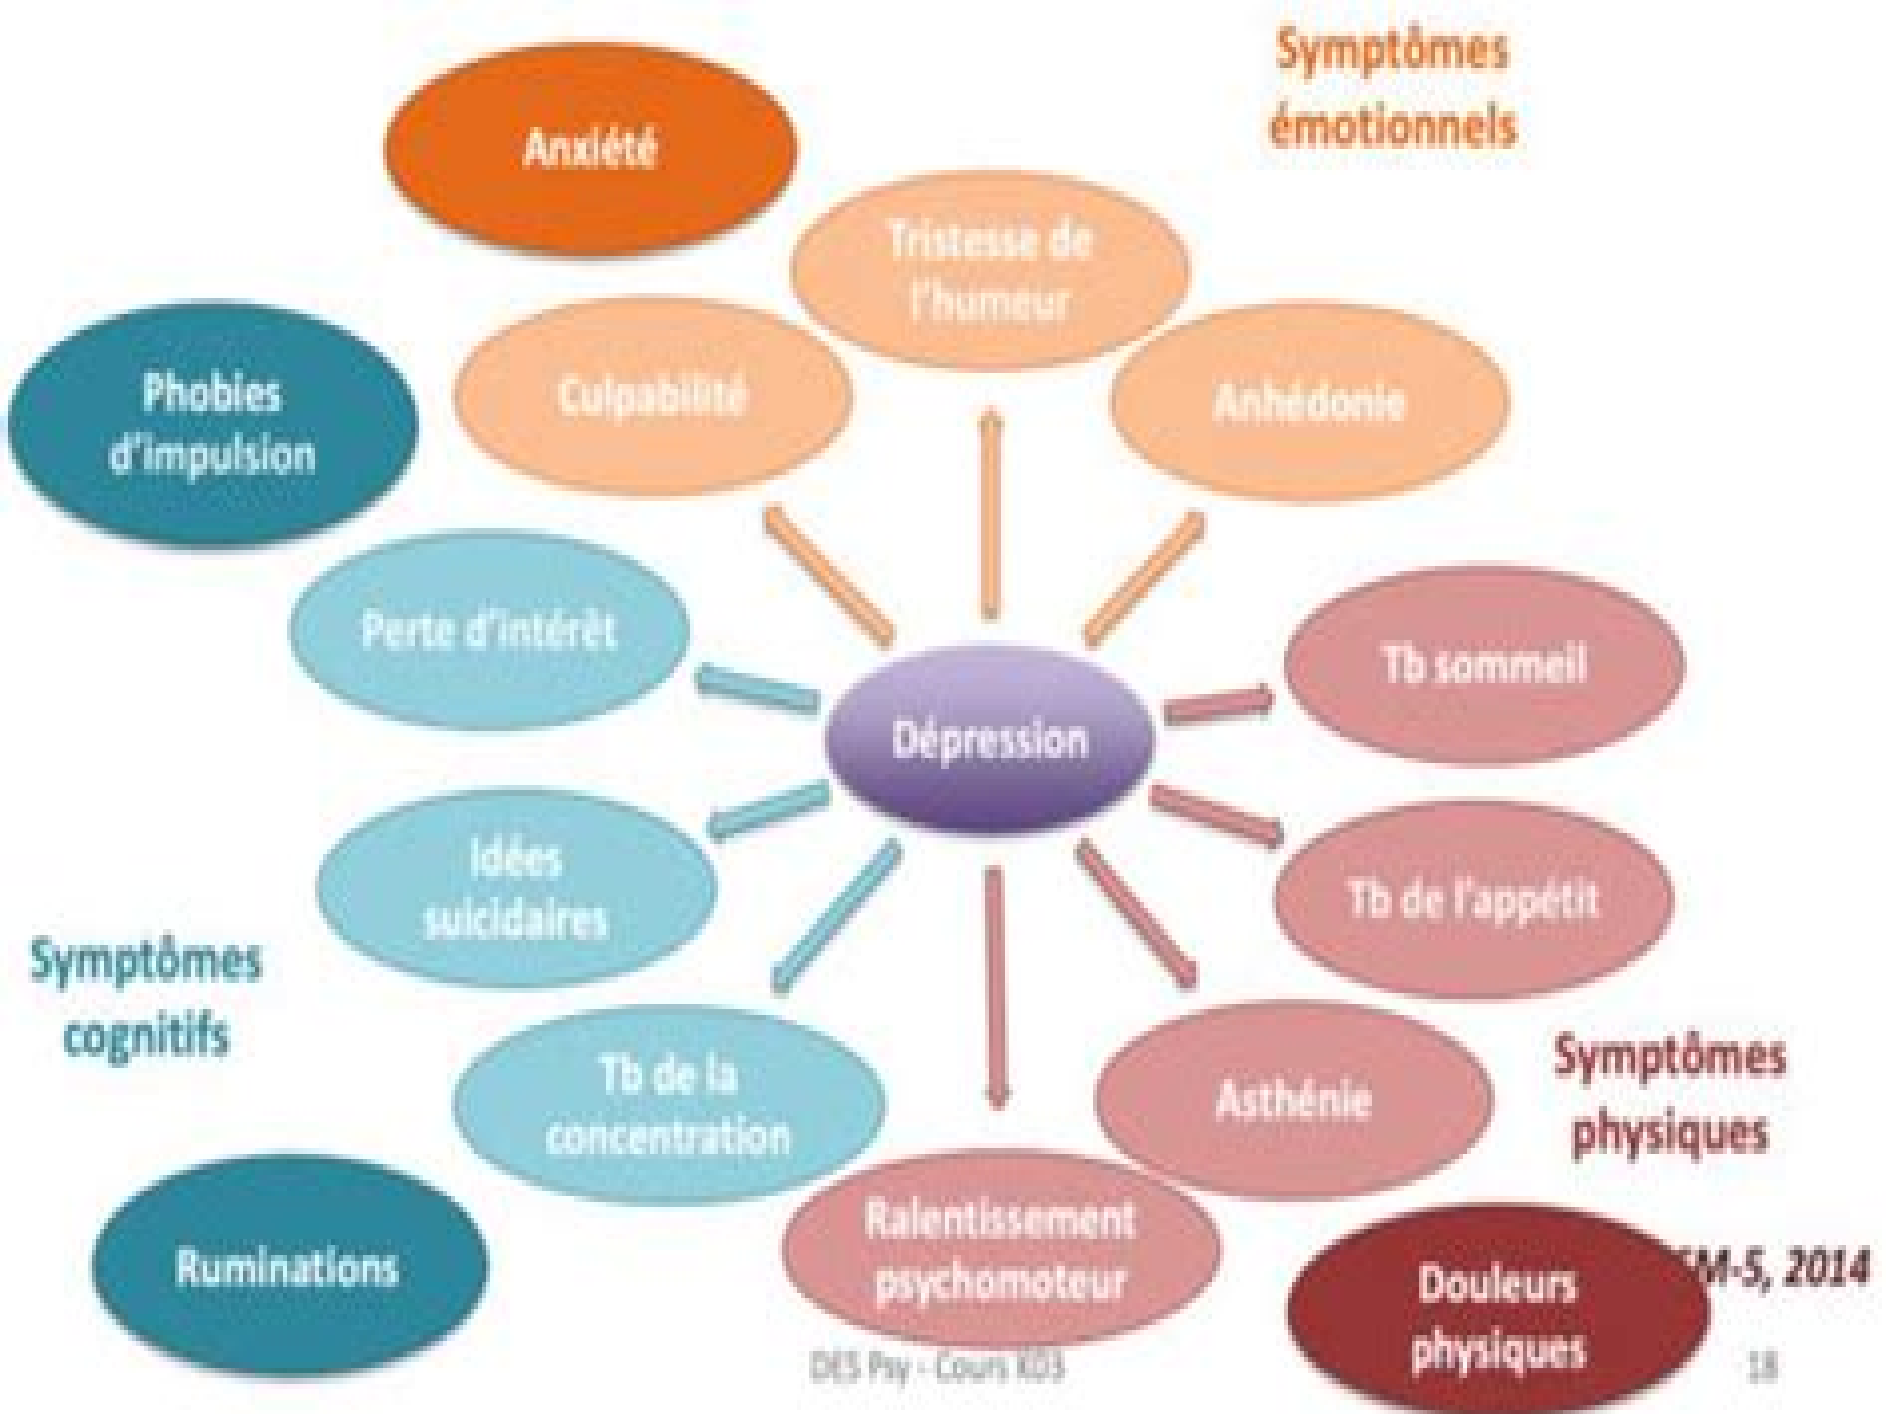 Symptômes
émotionnels
Anxiété
Tristesse de
l'humeur
Phobies
d'impulsion
Culpabilité
Anhédonie
Perte d'intérêt
Tb sommeil
Dépression
Idées
suicidaires
Tb de l'appétit
Symptômes
cognitifs
Tb de la
concentration
Asthénie
Symptômes
physiques
Ralentissement
psychomoteur
Ruminations
Douleurs
physiques
SM-5, 2014
DES Psy - Cours
18